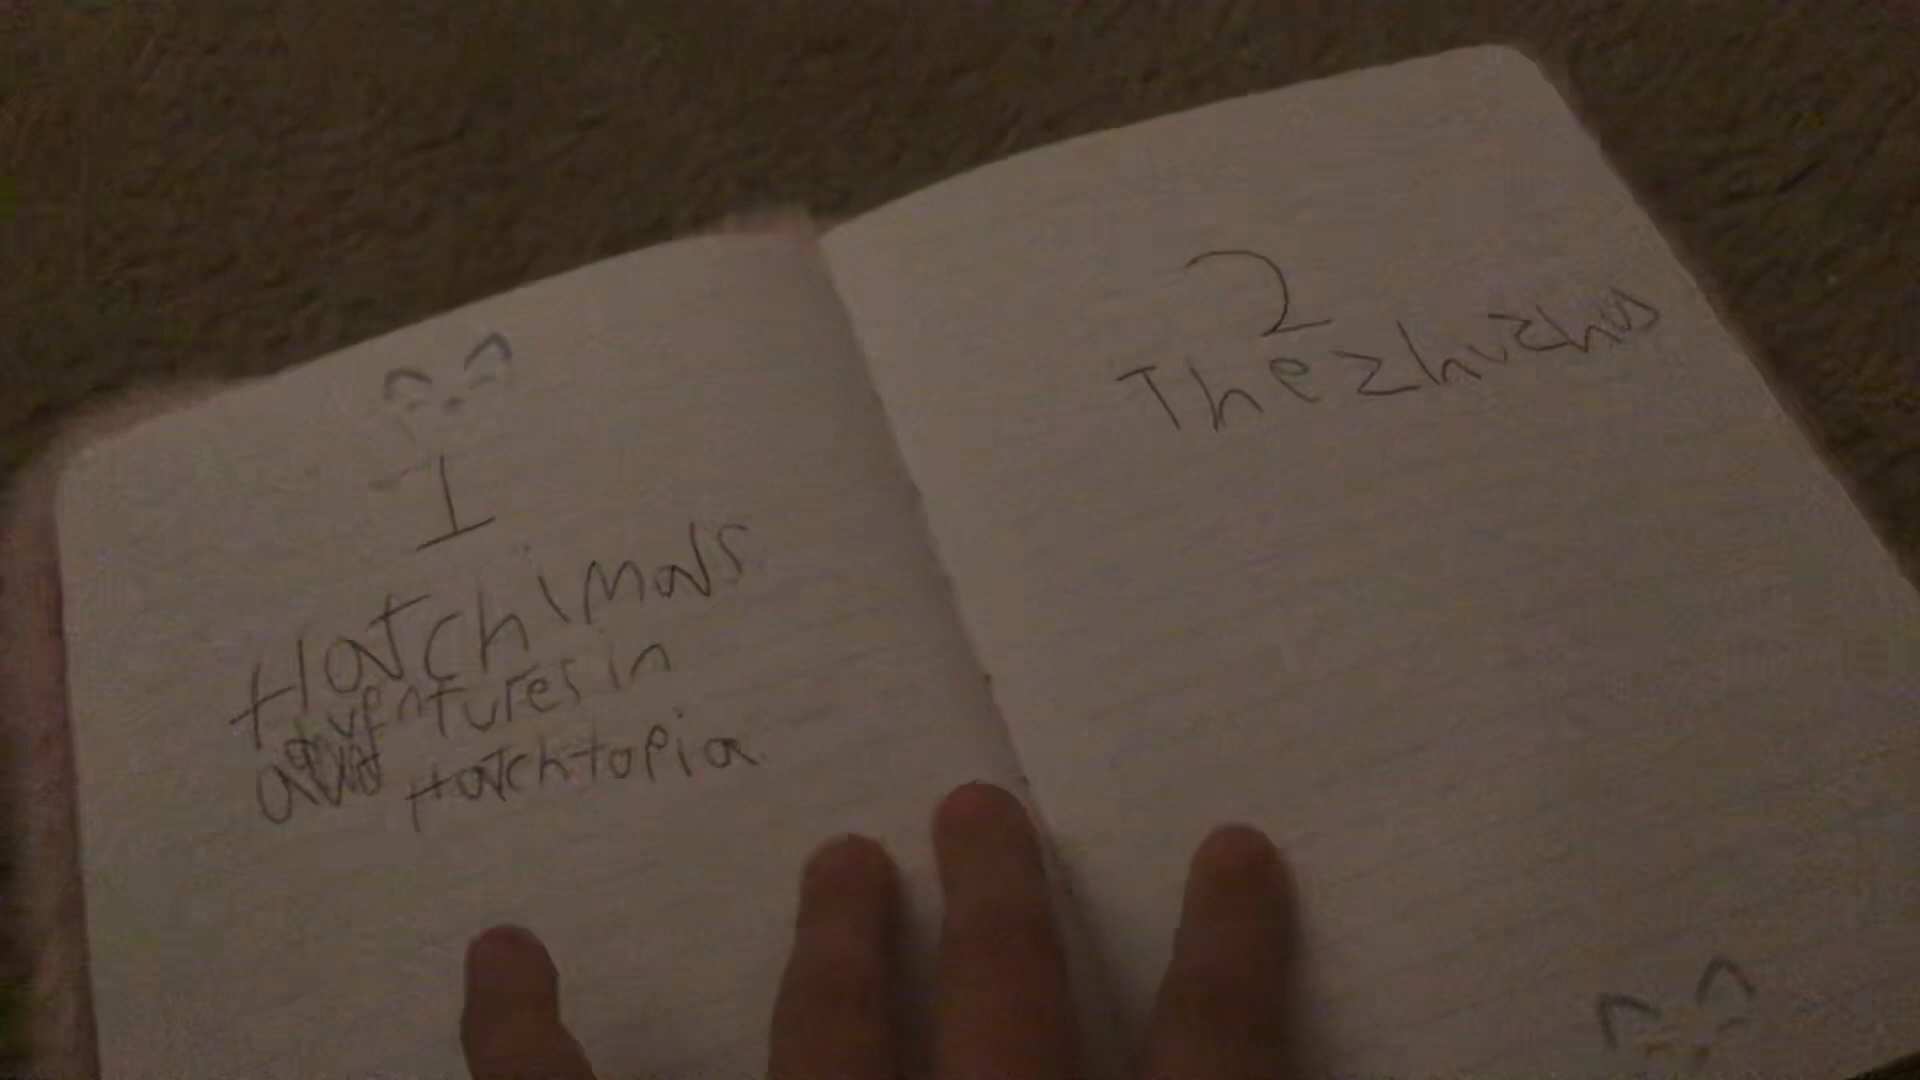 1
Hatchimals
adventures in
Hatchtopia
2
The zhuzhus